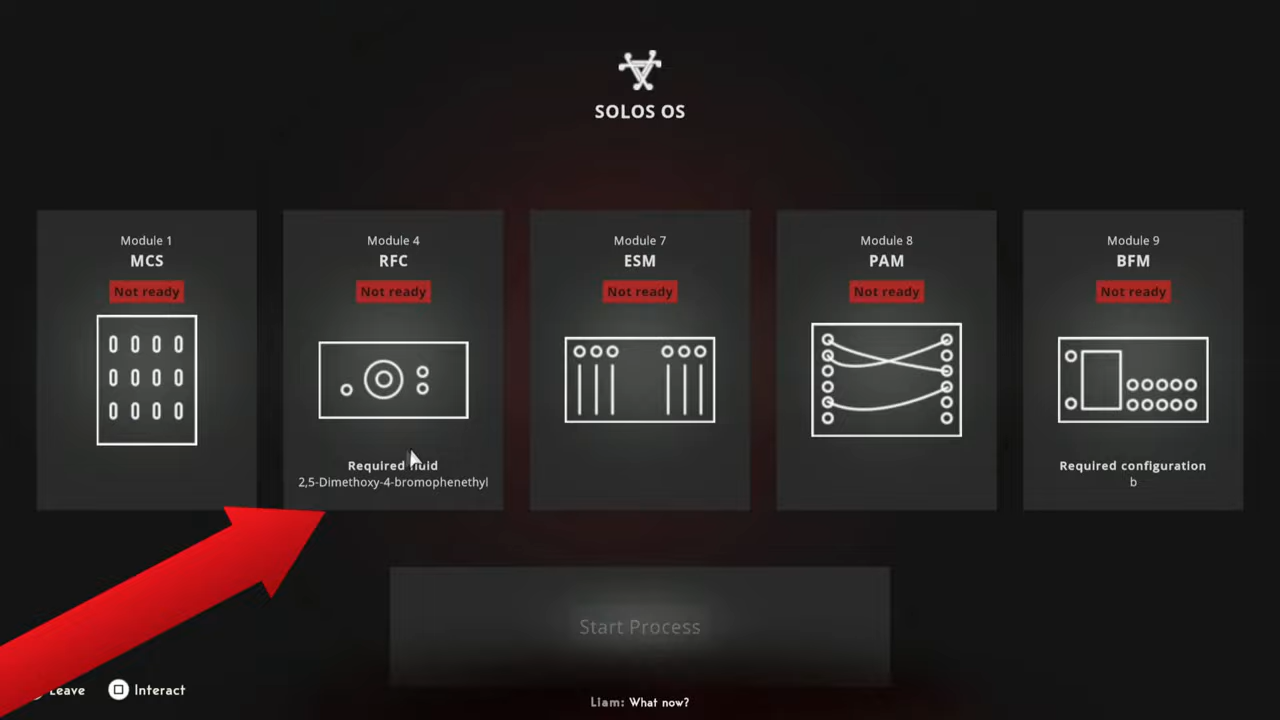 SOLOS OS
Module 1
MCS
Not ready
Module 4
RFC
Not ready
Required fluid
2,5-Dimethoxy-4-bromophenethyl
Module 7
ESM
Not ready
Module 8
PAM
Not ready
Module 9
BFM
Not ready
Required configuration
b
Start Process
Leave
Interact
Liam: What now?